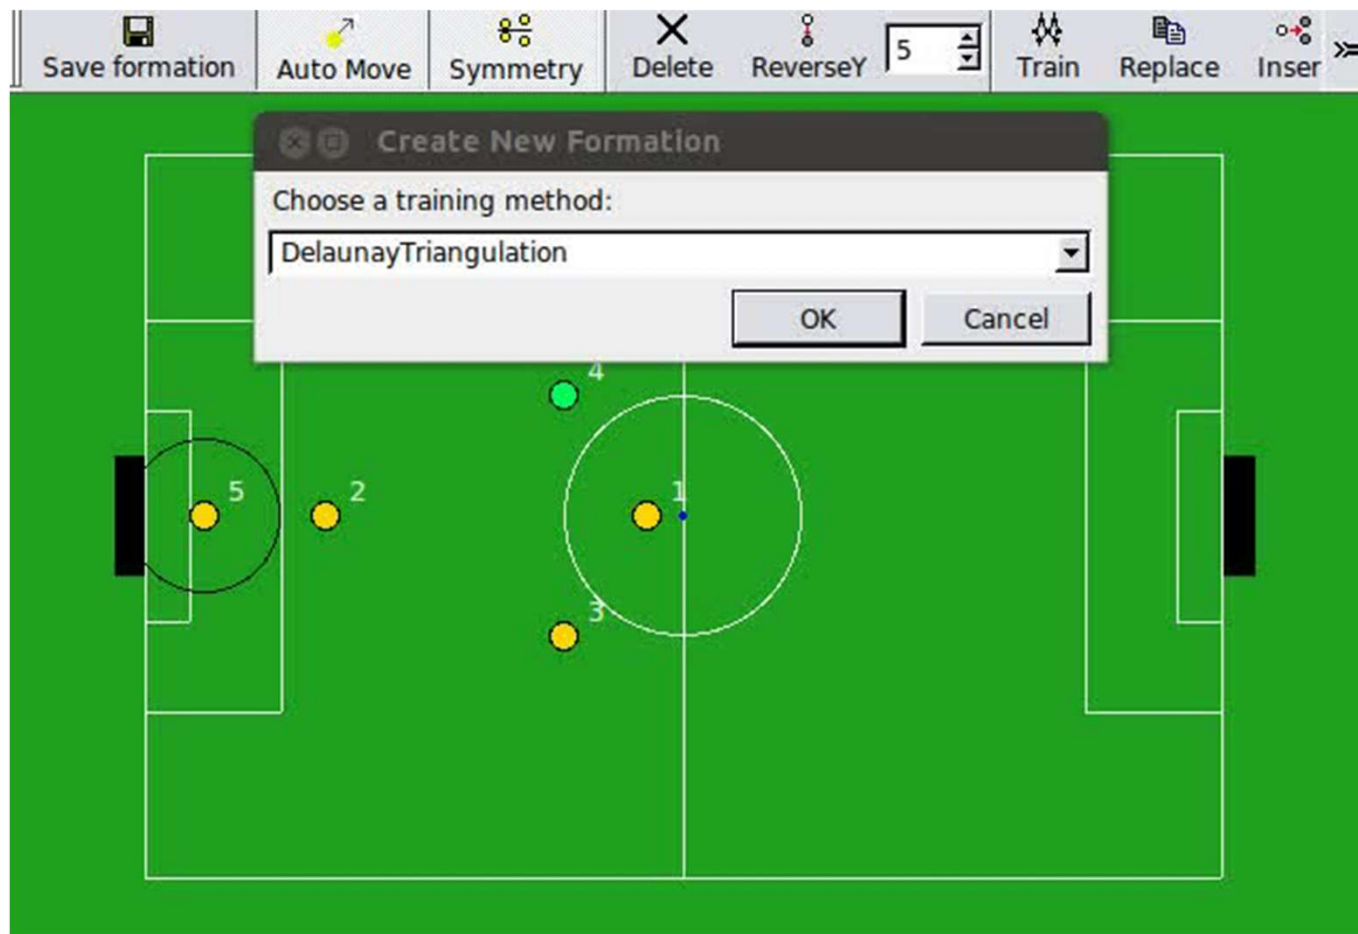 Save formation Auto Move Symmetry Delete ReverseY 5 Train Replace Inser
Create New Formation
Choose a training method:
DelaunayTriangulation
OK Cancel
4
5 2 1
3